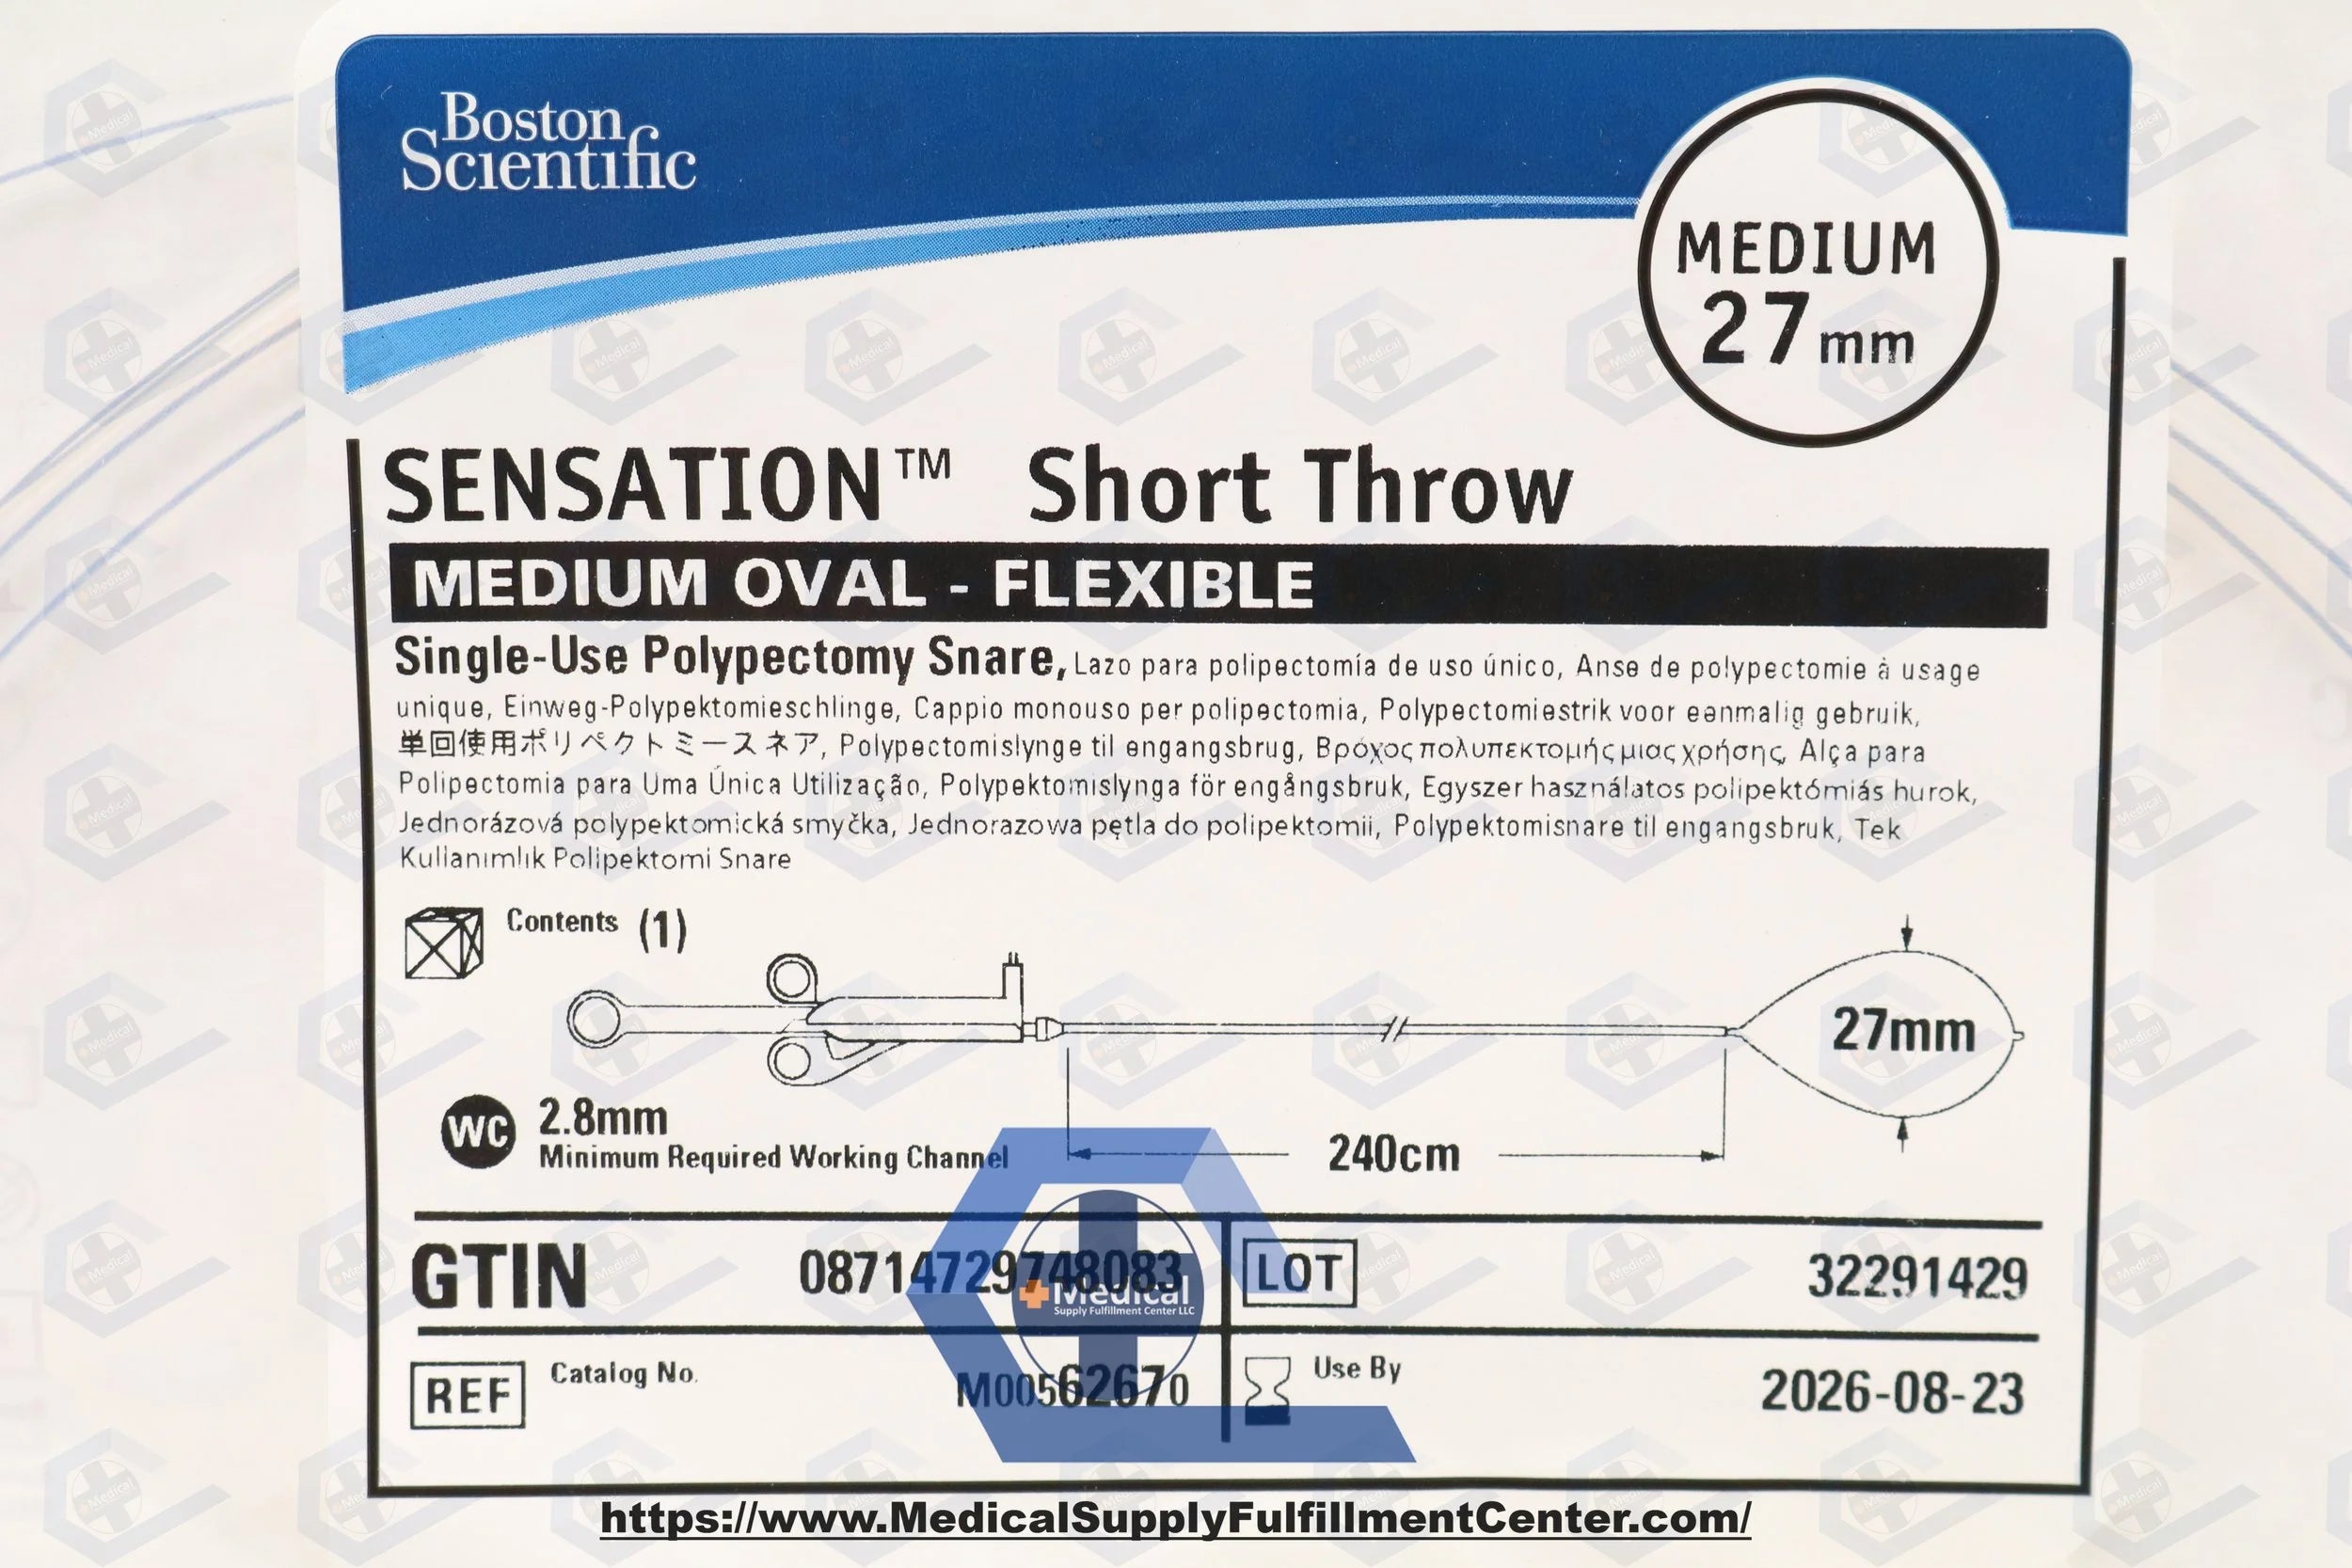 Boston
Scientific
MEDIUM
27 mm
SENSATION™ Short Throw
MEDIUM OVAL - FLEXIBLE
Single-Use Polypectomy Snare, Lazo para polipectomía de uso único, Anse de polypectomie à usage
unique, Einweg-Polypektomieschlinge, Cappio monouso per polipectomia, Polypectomiestrik voor eenmalig gebruik,
単回使用ポリペクトミースネア, Polypectomislynge til engangsbrug, Βρόχος πολυπεκτομής μιας χρήσης, Alça para
Polipectomia para Uma Única Utilização, Polypektomislynga för engångsbruk, Egyszer használatos polipektómiás hurok,
Jednorázová polypektomická smyčka, Jednorazowa pętla do polipektomii, Polypektomisnare til engangsbruk, Tek
Kullanımlık Polipektomi Snare
Contents (1)
27mm
WC 2.8mm
Minimum Required Working Channel
240cm
GTIN 08714729748083
LOT 32291429
Medical
Supply Fulfillment Center LLC
REF Catalog No. M00562670
Use By 2026-08-23
https://www.MedicalSupplyFulfillmentCenter.com/